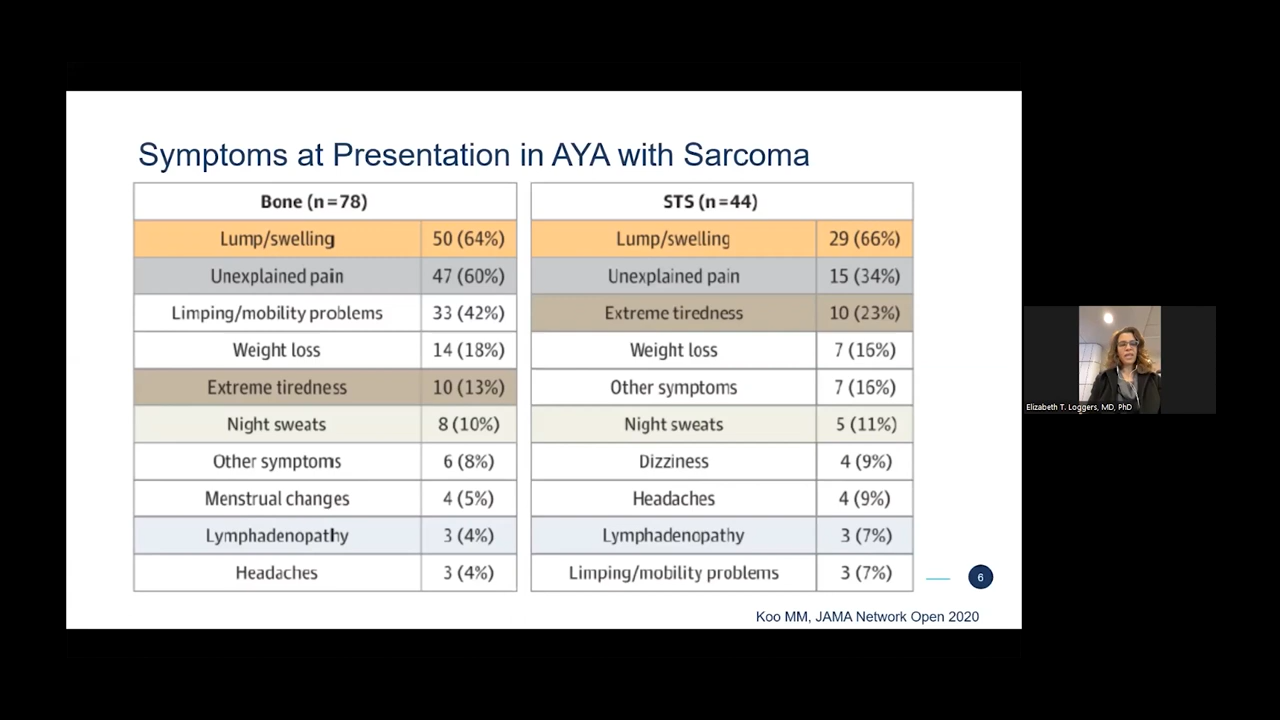 Symptoms at Presentation in AYA with Sarcoma
Bone (n=78)
Lump/swelling 50 (64%)
Unexplained pain 47 (60%)
Limping/mobility problems 33 (42%)
Weight loss 14 (18%)
Extreme tiredness 10 (13%)
Night sweats 8 (10%)
Other symptoms 6 (8%)
Menstrual changes 4 (5%)
Lymphadenopathy 3 (4%)
Headaches 3 (4%)
STS (n=44)
Lump/swelling 29 (66%)
Unexplained pain 15 (34%)
Extreme tiredness 10 (23%)
Weight loss 7 (16%)
Other symptoms 7 (16%)
Night sweats 5 (11%)
Dizziness 4 (9%)
Headaches 4 (9%)
Lymphadenopathy 3 (7%)
Limping/mobility problems 3 (7%)
6
Koo MM, JAMA Network Open 2020
Elizabeth T. Loggers, MD, PhD